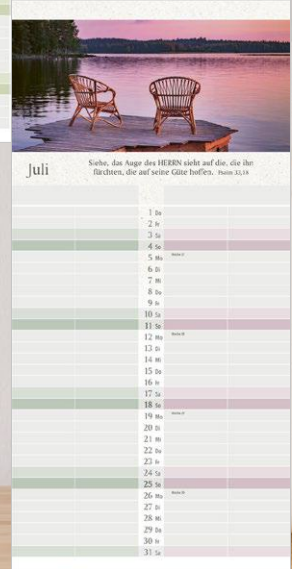 Juli
Siehe, das Auge des HERRN sieht auf die, die ihn
fürchten, die auf seine Güte hoffen. Psalm 33,18
1 Do
2 Fr
3 Sa
4 So
5 Mo
6 Di
7 Mi
8 Do
9 Fr
10 Sa
11 So
12 Mo
13 Di
14 Mi
15 Do
16 Fr
17 Sa
18 So
19 Mo
20 Di
21 Mi
22 Do
23 Fr
24 Sa
25 So
26 Mo
27 Di
28 Mi
29 Do
30 Fr
31 Sa